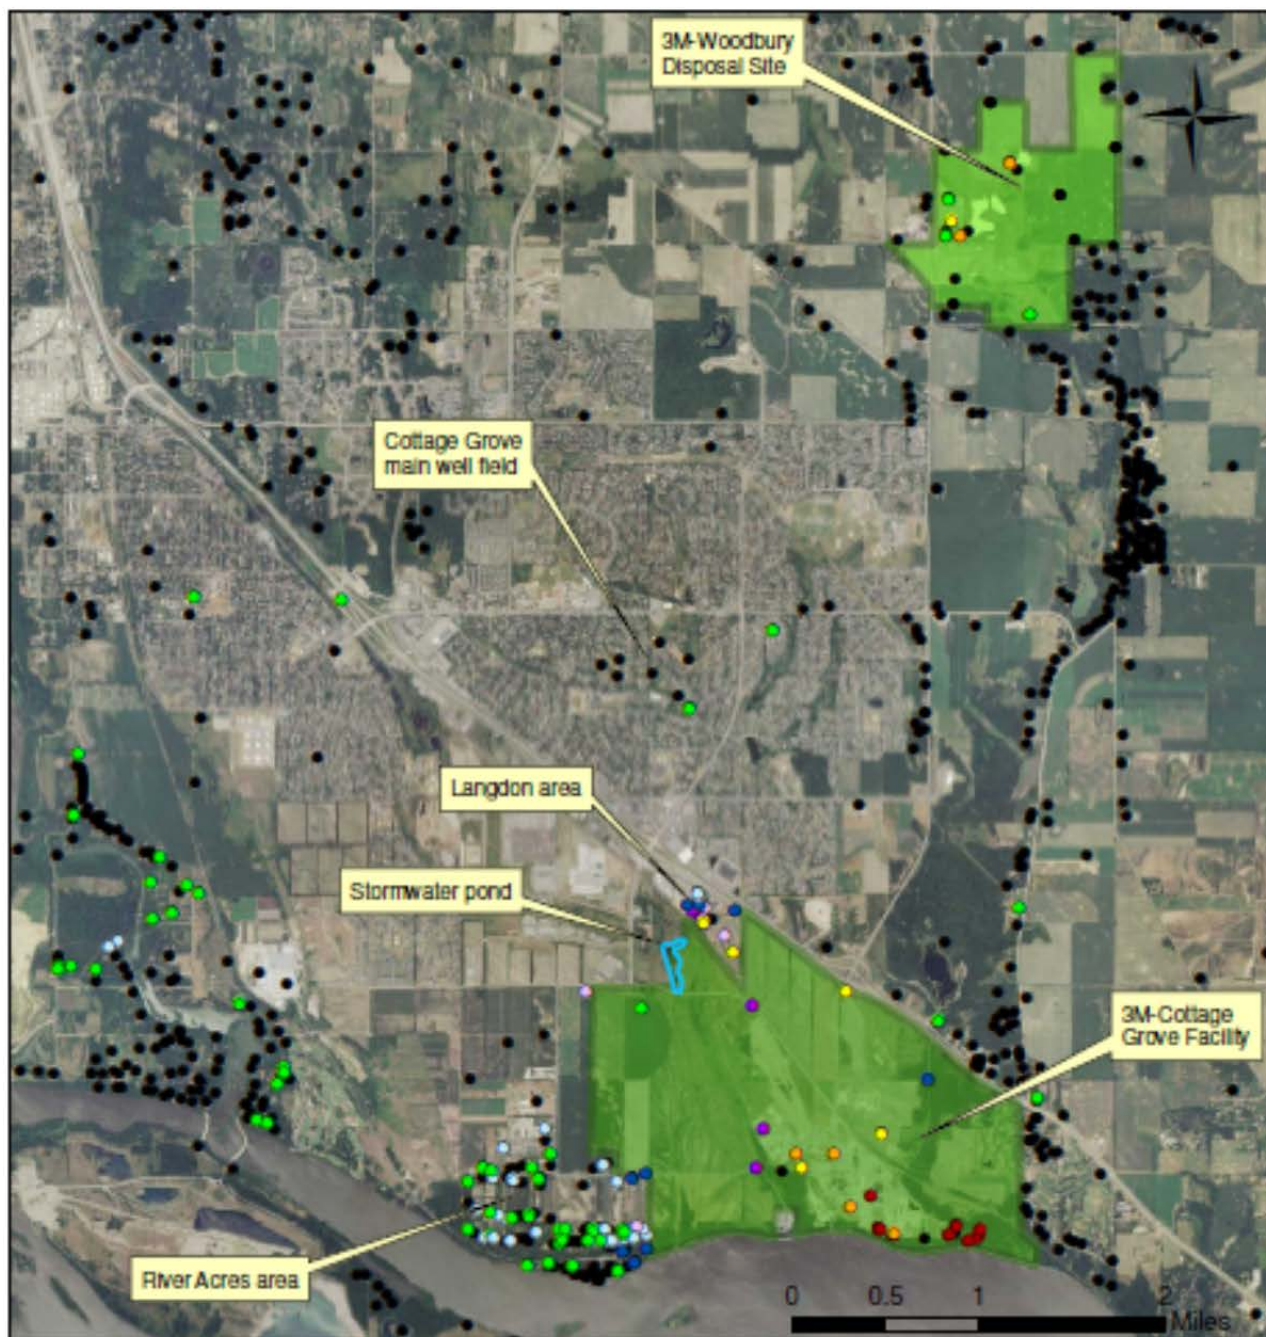 3M-Woodbury
Disposal Site
Cottage Grove
main well field
Langdon area
Stormwater pond
3M-Cottage
Grove Facility
River Acres area
0 0.5 1 2
Miles